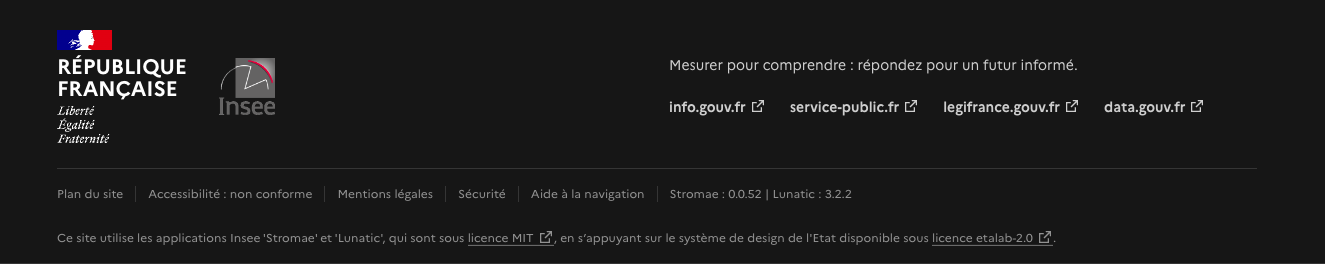 RÉPUBLIQUE
FRANÇAISE
Liberté
Égalité
Fraternité
Insee
Mesurer pour comprendre : répondez pour un futur informé.
info.gouv.fr service-public.fr legifrance.gouv.fr data.gouv.fr
Plan du site Accessibilité : non conforme Mentions légales Sécurité Aide à la navigation Stromae : 0.0.52 | Lunatic : 3.2.2
Ce site utilise les applications Insee 'Stromae' et 'Lunatic', qui sont sous licence MIT, en s’appuyant sur le système de design de l'Etat disponible sous licence etalab-2.0.